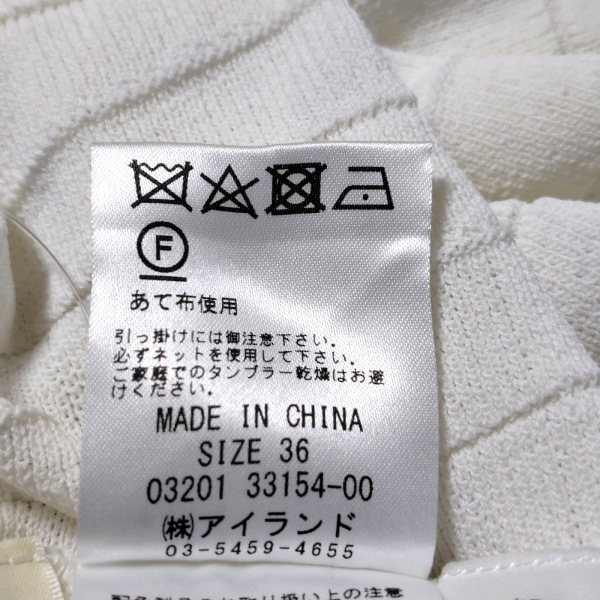 F
あて布使用
引っ掛けには御注意下さい。
必ずネットを使用して下さい。
ご家庭でのタンブラー乾燥はお避
けください。
MADE IN CHINA
SIZE 36
03201 33154-00
㈱アイランド
03-5459-4655